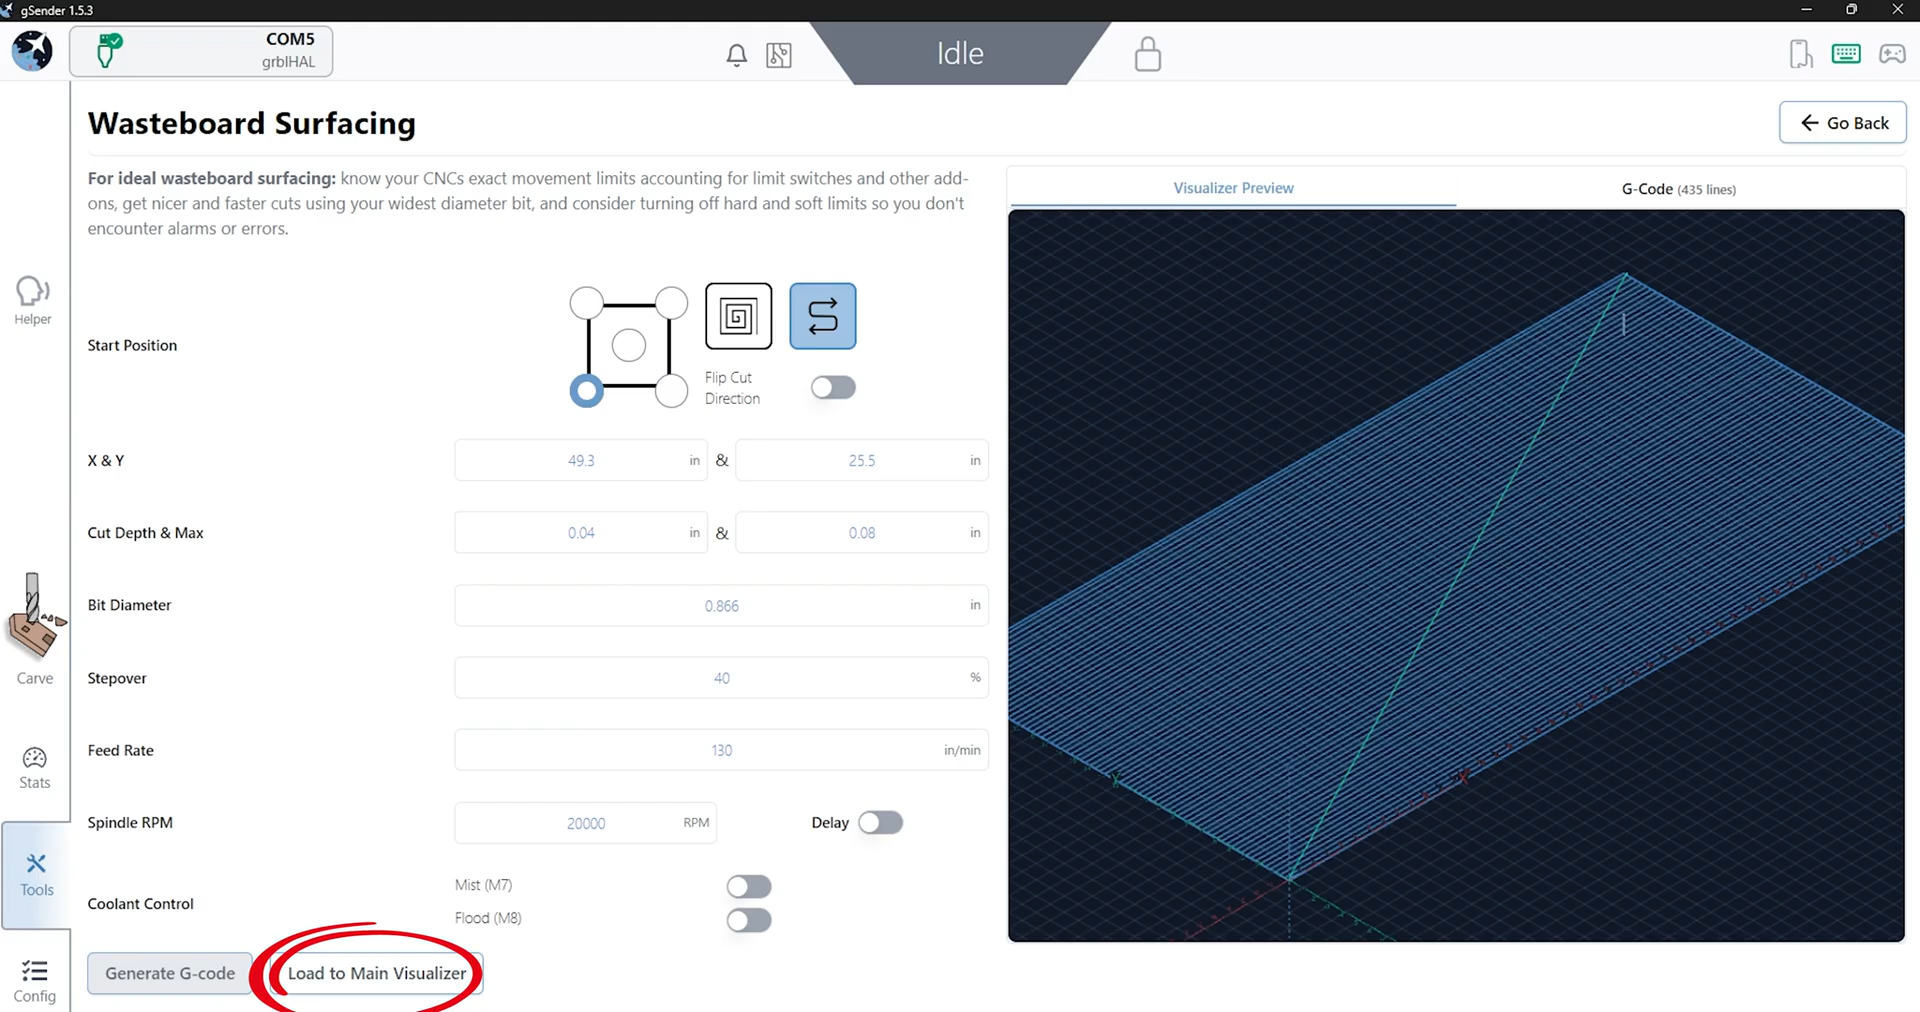 gSender 1.5.3
COM5
grblHAL
Idle
Wasteboard Surfacing
Go Back
For ideal wasteboard surfacing: know your CNCs exact movement limits accounting for limit switches and other add-
ons, get nicer and faster cuts using your widest diameter bit, and consider turning off hard and soft limits so you don't
encounter alarms or errors.
Visualizer Preview
G-Code (435 lines)
Helper
Start Position
Flip Cut
Direction
X & Y
49.3 in & 25.5 in
Cut Depth & Max
0.04 in & 0.08 in
Bit Diameter
0.866 in
Carve
Stepover
40 %
Feed Rate
130 in/min
Stats
Spindle RPM
20000 RPM
Delay
Tools
Coolant Control
Mist (M7)
Flood (M8)
X
Y
Generate G-code
Load to Main Visualizer
Config